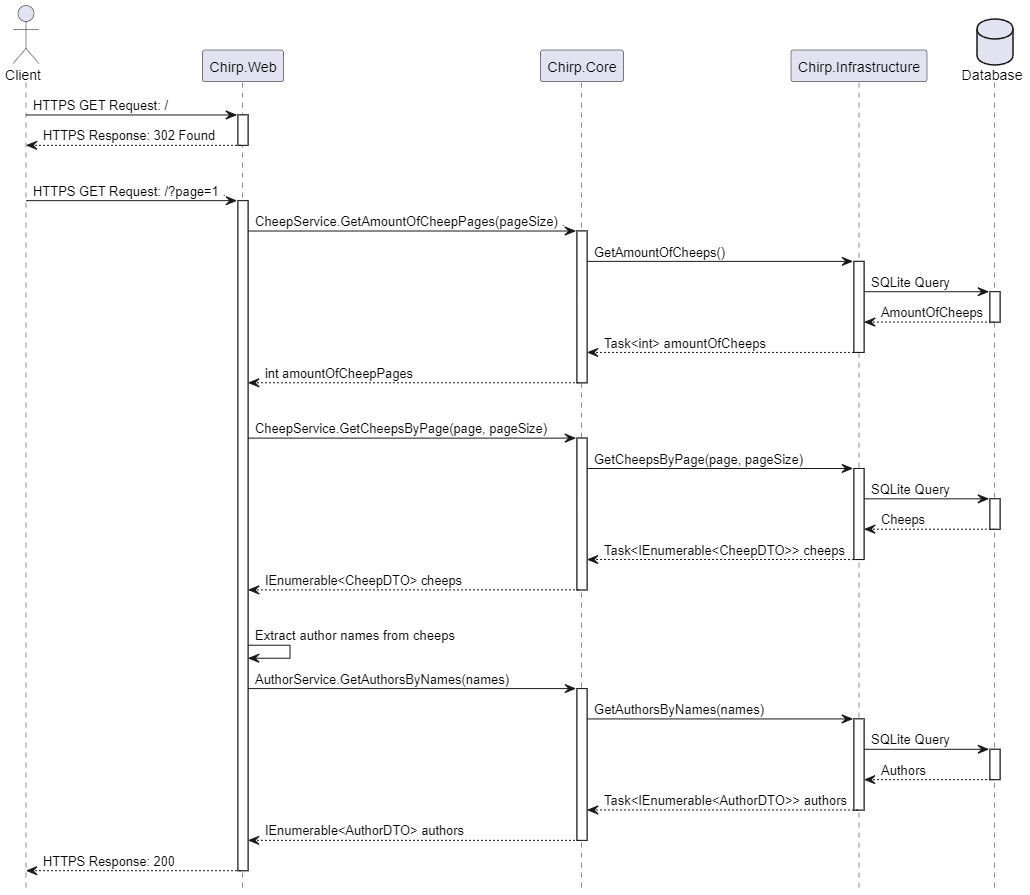 Client
Chirp.Web
Chirp.Core
Chirp.Infrastructure
Database
HTTPS GET Request: /
HTTPS Response: 302 Found
HTTPS GET Request: /?page=1 .
CheepService.GetAmountOfCheepPages(pageSize) .
GetAmountOfCheeps()
SQLite Query
AmountOfCheeps
Task<int> amountOfCheeps
int amountOfCheepPages
CheepService.GetCheepsByPage(page, pageSize)
GetCheepsByPage(page, pageSize)
SQLite Query
Cheeps
Task<IEnumerable<CheepDTO>> cheeps
IEnumerable<CheepDTO> cheeps
Extract author names from cheeps
AuthorService.GetAuthorsByNames(names)
GetAuthorsByNames(names)
SQLite Query
Authors
Task<IEnumerable<AuthorDTO>> authors
IEnumerable<AuthorDTO> authors
HTTPS Response: 200